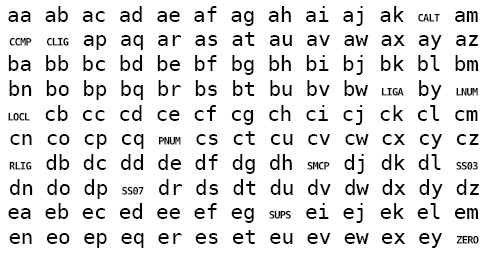 aa ab ac ad ae af ag ah ai aj ak CALT am
CCMP CLIG ap aq ar as at au av aw ax ay az
ba bb bc bd be bf bg bh bi bj bk bl bm
bn bo bp bq br bs bt bu bv bw LIGA by LNUM
LOCL cb cc cd ce cf cg ch ci cj ck cl cm
cn co cp cq PNUM cs ct cu cv cw cx cy cz
RLIG db dc dd de df dg dh SMCP dj dk dl SS03
dn do dp SS07 dr ds dt du dv dw dx dy dz
ea eb ec ed ee ef eg SUPS ei ej ek el em
en eo ep eq er es et eu ev ew ex ey ZERO